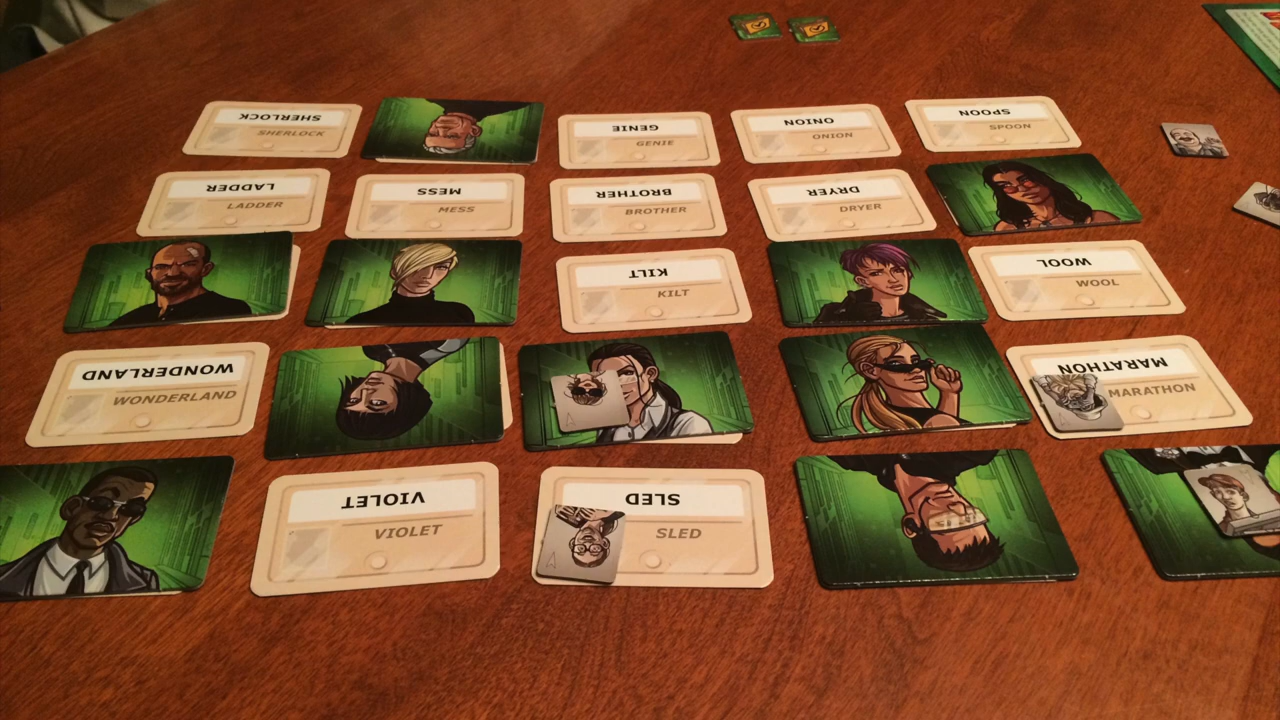 SHERLOCK
SHERLOCK
GENIE
GENIE
ONION
ONION
SPOON
SPOON
LADDER
LADDER
MESS
MESS
BROTHER
BROTHER
DRYER
DRYER
KILT
KILT
WOOL
WOOL
WONDERLAND
WONDERLAND
MARATHON
MARATHON
VIOLET
VIOLET
SLED
SLED